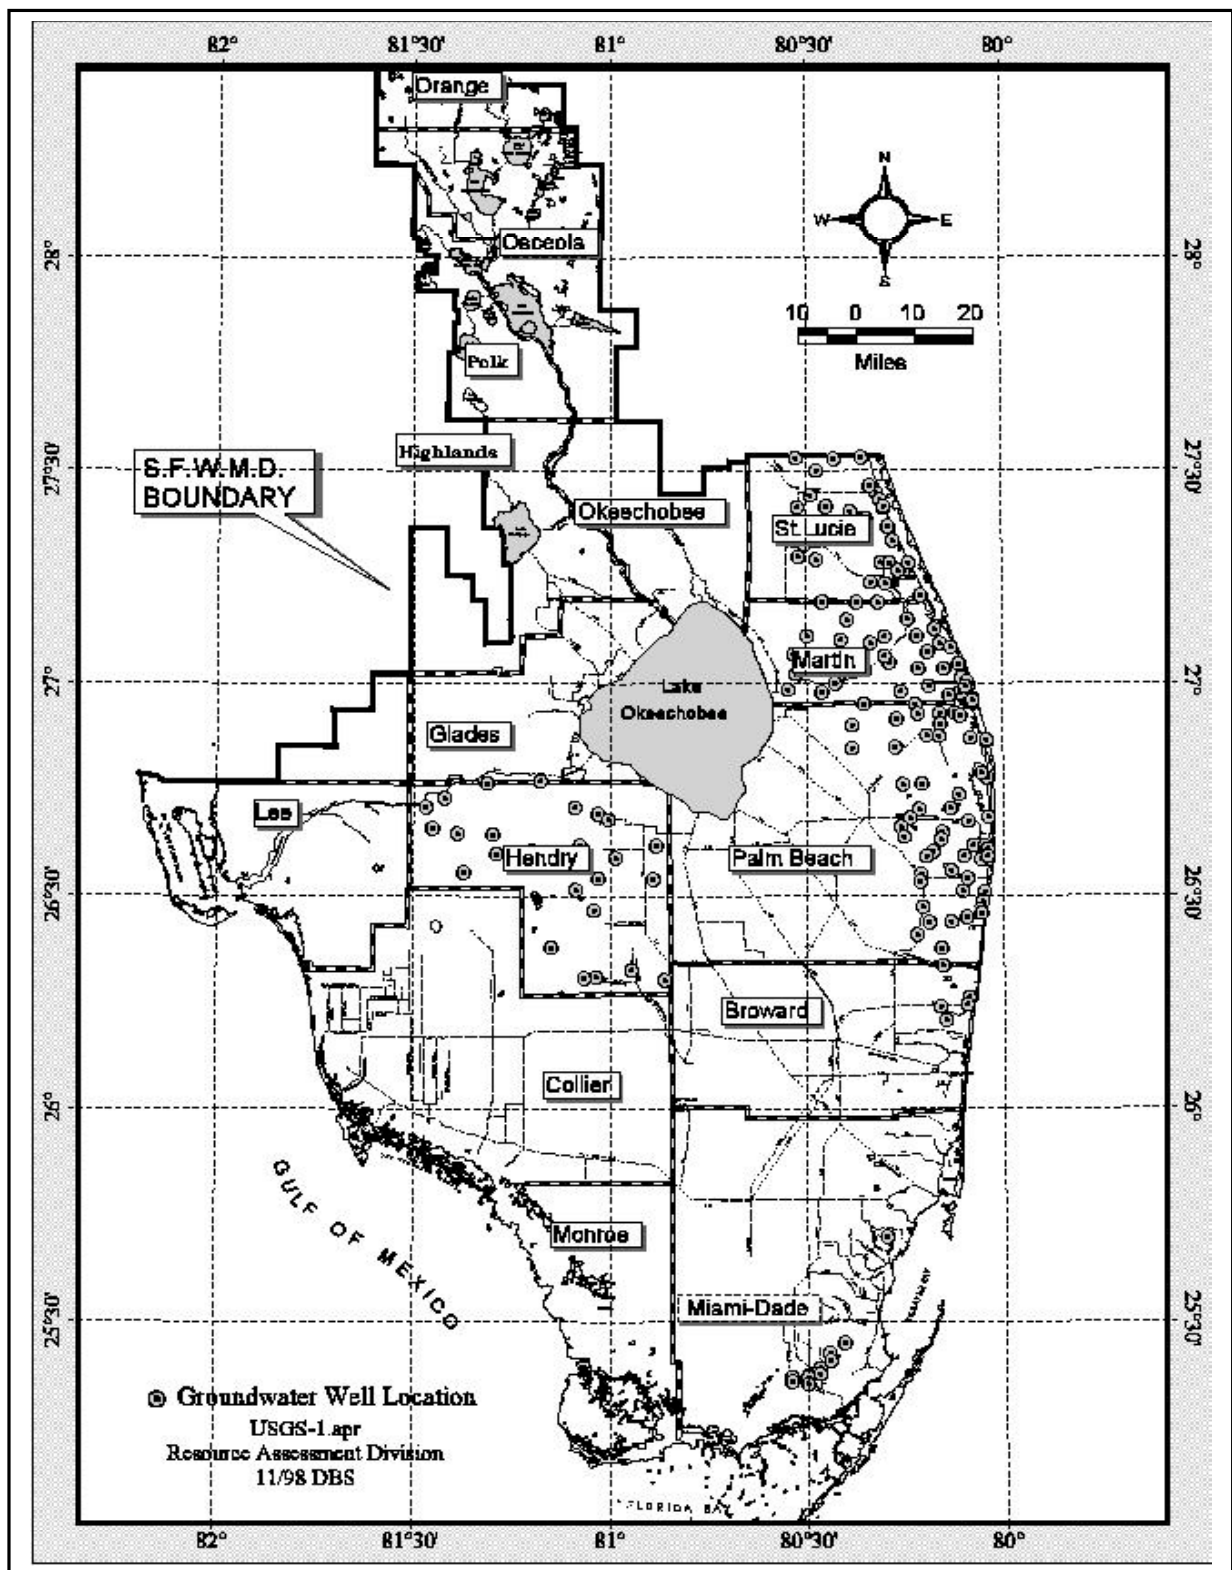 82° 81°30' 81° 80°30' 80°
Orange
N
W E
S
Osceola
28° 28°
10 0 10 20
Miles
Polk
Highlands
27°30' 27°30'
S.F.W.M.D.
BOUNDARY
Okeechobee
St. Lucie
Martin
27° 27°
Lake
Okeechobee
Glades
Lee
Hendry
Palm Beach
26°30' 26°30'
Broward
Collier
26° 26°
GULF OF MEXICO
Monroe
Miami-Dade
25°30' 25°30'
Groundwater Well Location
USGS-1.apr
Resource Assessment Division
11/98 DBS
FLORIDA BAY
82° 81°30' 81° 80°30' 80°